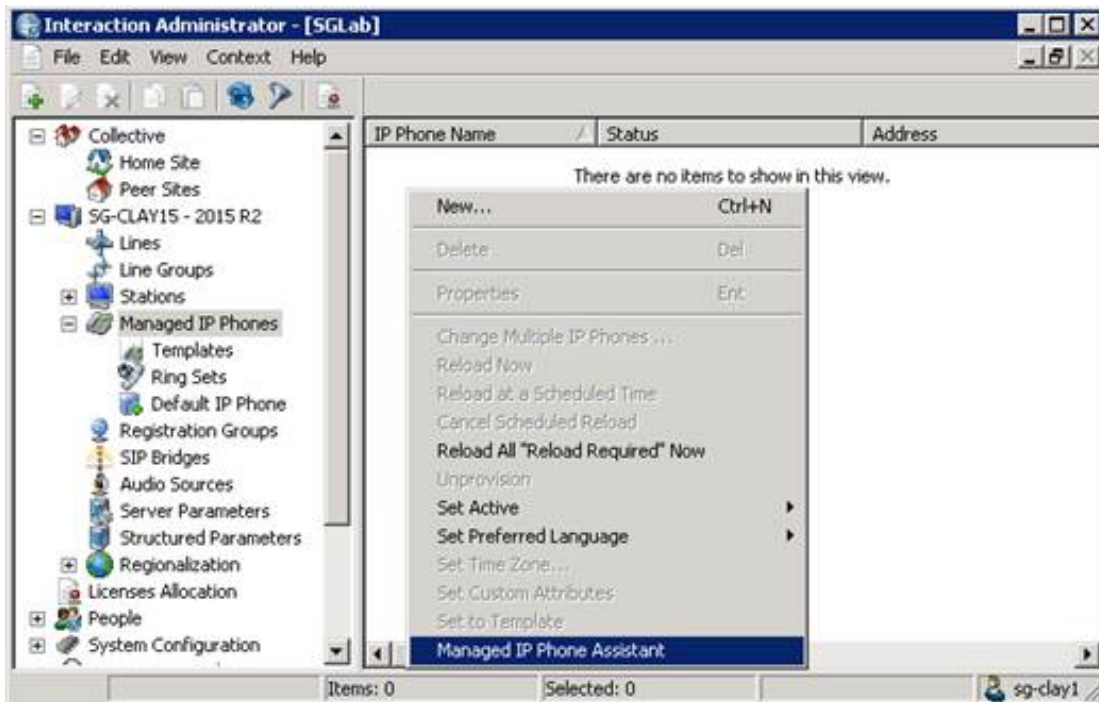 Interaction Administrator - [SGLab]
File Edit View Context Help
IP Phone Name Status Address
There are no items to show in this view.
Collective
Home Site
Peer Sites
SG-CLAY15 - 2015 R2
Lines
Line Groups
Stations
Managed IP Phones
Templates
Ring Sets
Default IP Phone
Registration Groups
SIP Bridges
Audio Sources
Server Parameters
Structured Parameters
Regionalization
Licenses Allocation
People
System Configuration
New... Ctrl+N
Delete Del
Properties Ent
Change Multiple IP Phones ...
Reload Now
Reload at a Scheduled Time
Cancel Scheduled Reload
Reload All "Reload Required" Now
Unprovision
Set Active
Set Preferred Language
Set Time Zone...
Set Custom Attributes
Set to Template
Managed IP Phone Assistant
Items: 0 Selected: 0 sg-clay1